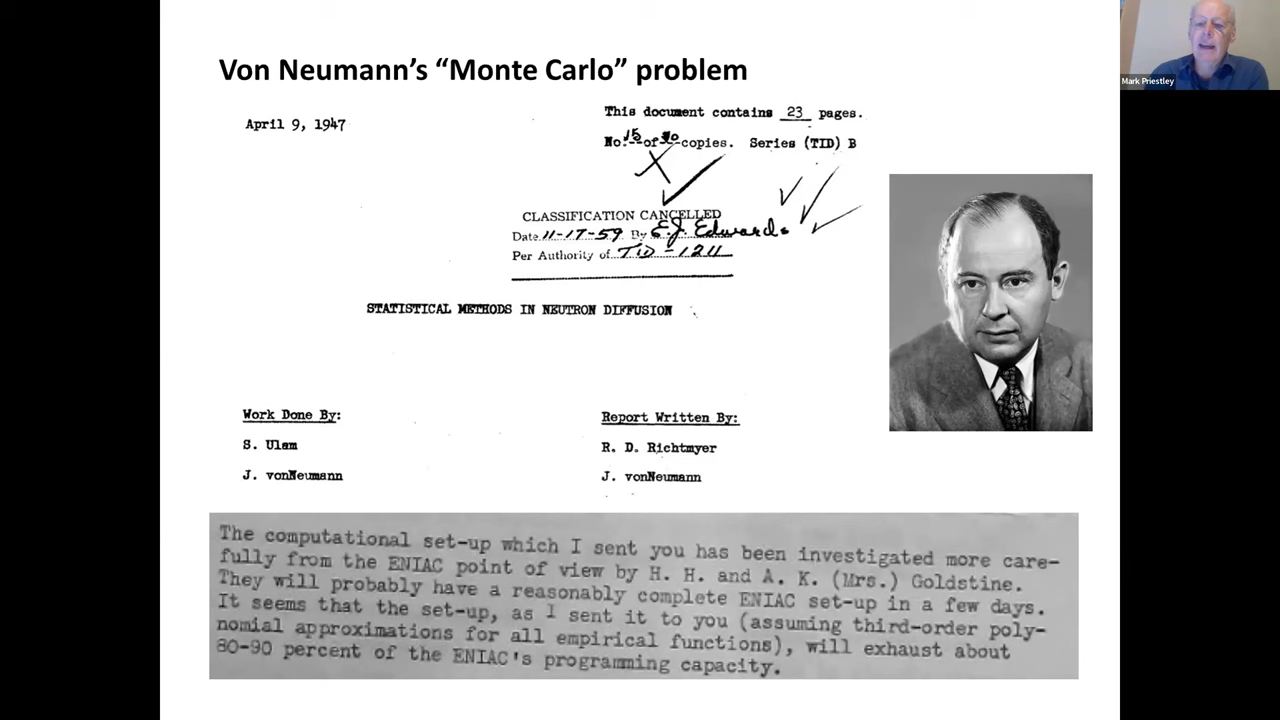 Von Neumann's “Monte Carlo” problem
April 9, 1947
This document contains 23 pages.
No. 15 of copies. Series (TID) B
CLASSIFICATION CANCELLED
Date 11-17-59 By E.J. Edwards
Per Authority of TID-1211
STATISTICAL METHODS IN NEUTRON DIFFUSION
Work Done By:
S. Ulam
J. vonNeumann
Report Written By:
R. D. Richtmyer
J. vonNeumann
The computational set-up which I sent you has been investigated more care-
fully from the ENIAC point of view by H. H. and A. K. (Mrs.) Goldstine.
They will probably have a reasonably complete ENIAC set-up in a few days.
It seems that the set-up, as I sent it to you (assuming third-order poly-
nomial approximations for all empirical functions), will exhaust about
80-90 percent of the ENIAC's programming capacity.
Mark Priestley